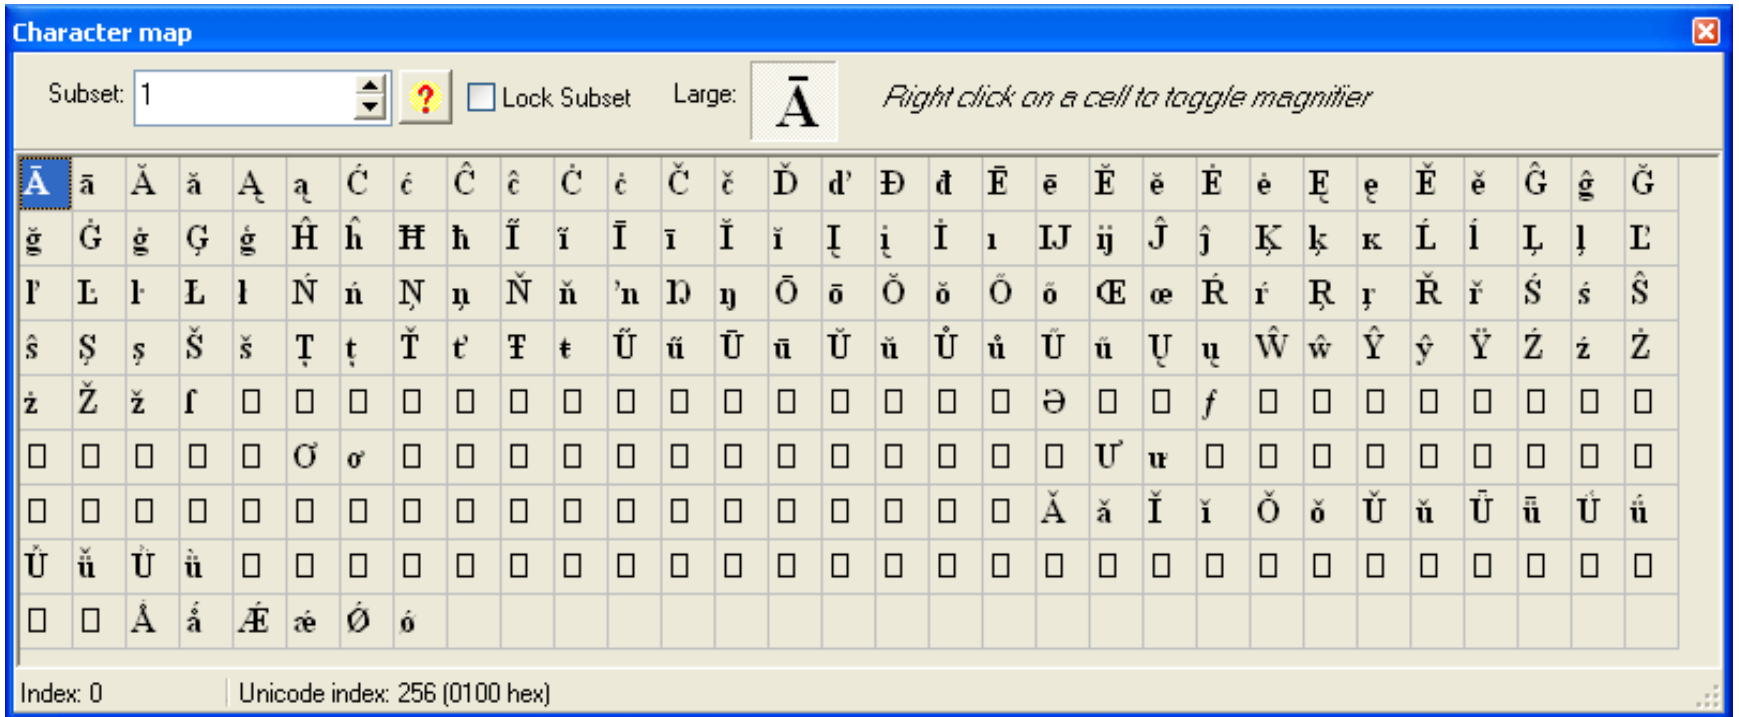 Character map
Subset: 1 ? Lock Subset Large: Ā Right click on a cell to toggle magnifier
Ā ā Ă ă Ą ą Ć ć Ĉ ĉ Ċ ċ Č č Ď ď Đ đ Ē ē Ĕ ĕ Ė ė Ę ę Ě ě Ĝ ĝ Ğ
ğ Ġ ġ Ģ ģ Ĥ ĥ Ħ ħ Ĩ ĩ Ī ī Ĭ ĭ Į į İ ı IJ ij Ĵ ĵ Ķ ķ ĸ Ĺ ĺ Ļ ļ Ľ
ľ Ŀ ŀ Ł ł Ń ń Ņ ņ Ň ň ŉ Ŋ ŋ Ō ō Ŏ ŏ Ő ő Œ œ Ŕ ŕ Ŗ ŗ Ř ř Ś ś Ŝ
ŝ Ş ş Š š Ţ ţ Ť ť Ŧ ŧ Ũ ũ Ū ū Ŭ ŭ Ů ů Ű ű Ų ų Ŵ ŵ Ŷ ŷ Ÿ Ź ź Ż
ż Ž ž ſ Ə ƒ
Ơ ơ Ư ư
Ǎ ǎ Ǐ ǐ Ǒ ǒ Ǔ ǔ Ǖ ǖ Ǘ ǘ
Ǚ ǚ Ǜ ǜ
Ǻ ǻ Ǽ ǽ Ǿ ǿ
Index: 0 Unicode index: 256 (0100 hex)